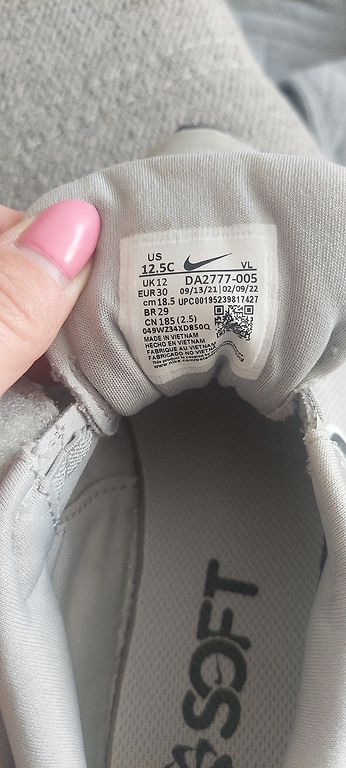 US
12.5C VL
UK 12 DA2777-005
EUR 30 09/13/21 | 02/09/22
cm 18.5 UPC00195239817427
BR 29
CN 185 (2.5)
049WZ34XD850Q
MADE IN VIETNAM
HECHO EN VIETNAM
FABRIQUE AU VIETNAM
FABRICADO NO VIETNAM
SOFT